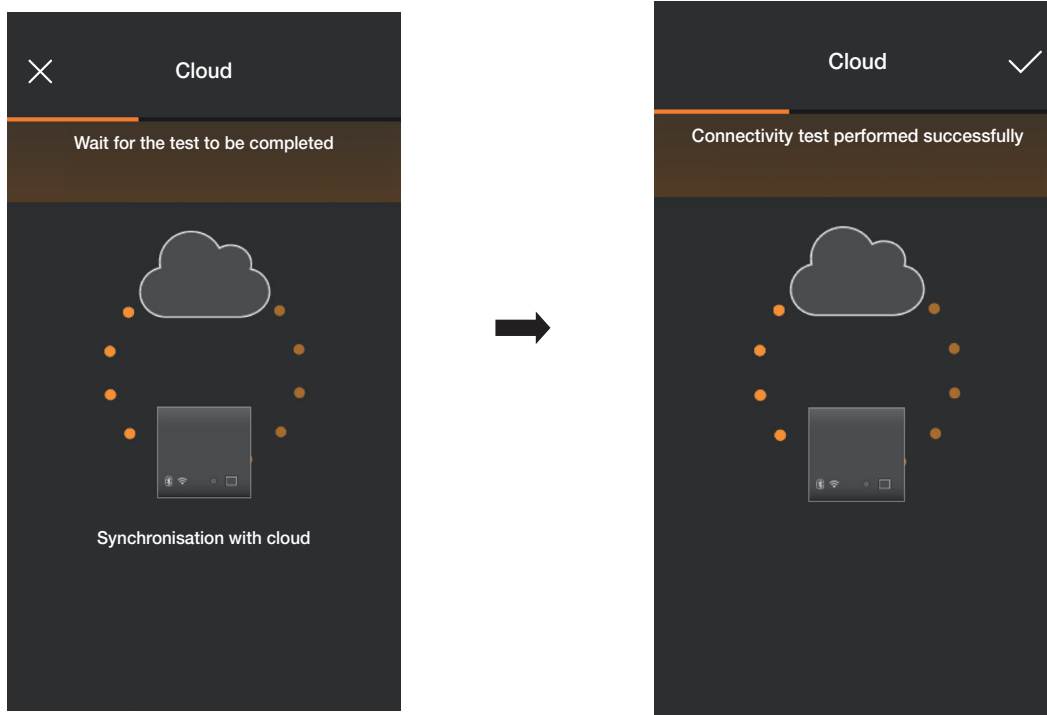 Cloud
Wait for the test to be completed
Synchronisation with cloud
Cloud
Connectivity test performed successfully